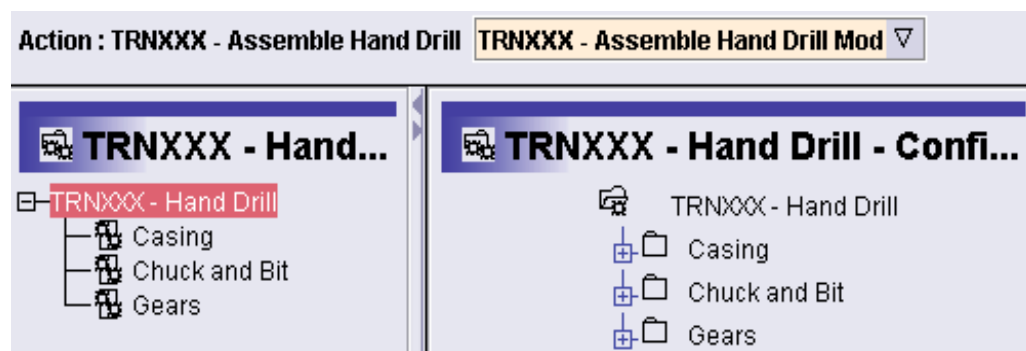 Action : TRNXXX - Assemble Hand Drill TRNXXX - Assemble Hand Drill Mod
TRNXXX - Hand...
TRNXXX - Hand Drill
Casing
Chuck and Bit
Gears
TRNXXX - Hand Drill - Confi...
TRNXXX - Hand Drill
Casing
Chuck and Bit
Gears